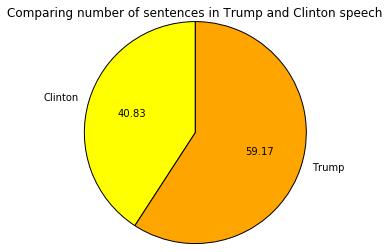 Comparing number of sentences in Trump and Clinton speech
Clinton
40.83
59.17
Trump